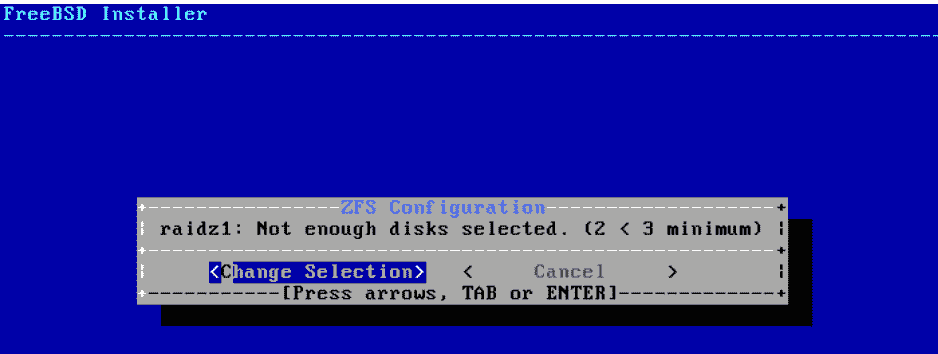 FreeBSD Installer
ZFS Configuration
raidz1: Not enough disks selected. (2 < 3 minimum)
<Change Selection> < Cancel >
[Press arrows, TAB or ENTER]